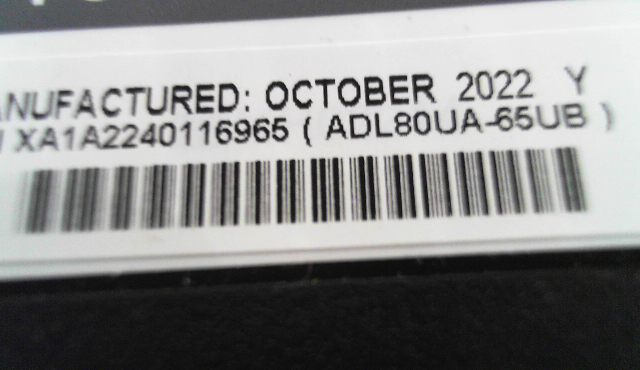 ANUFACTURED: OCTOBER 2022 Y
XA1A2240116965 ( ADL80UA-65UB )